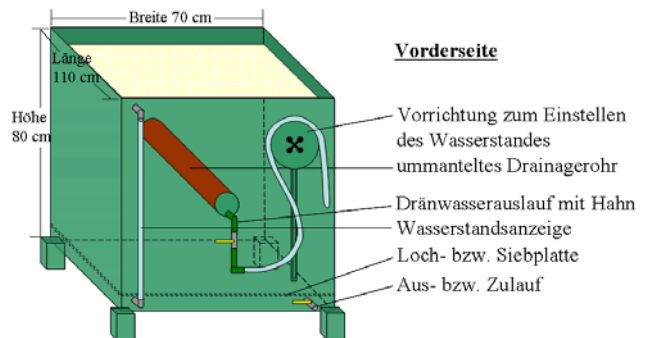 Breite 70 cm
Länge
110 cm
Höhe
80 cm
Vorderseite
Vorrichtung zum Einstellen
des Wasserstandes
ummanteltes Drainagerohr
Dränwasserauslauf mit Hahn
Wasserstandsanzeige
Loch- bzw. Siebplatte
Aus- bzw. Zulauf